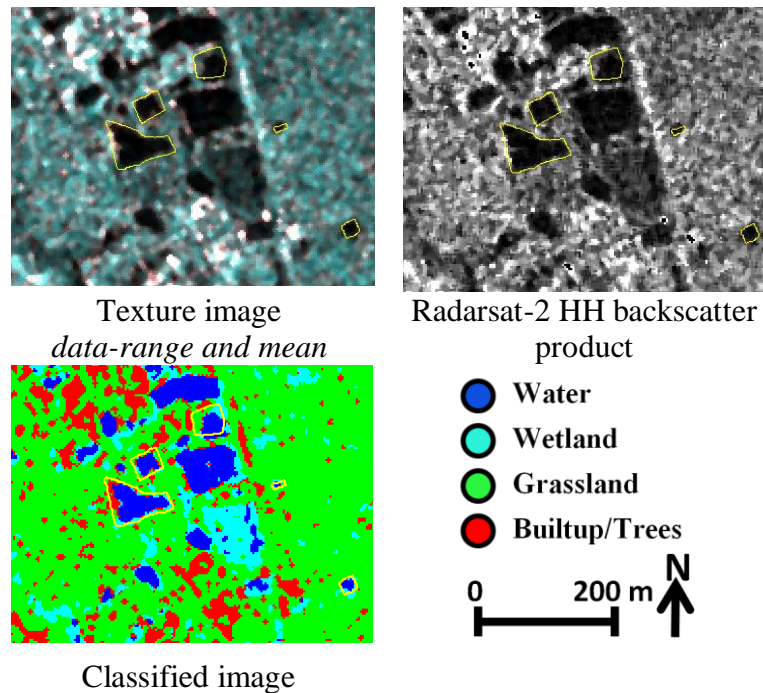 Texture image
data-range and mean
Radarsat-2 HH backscatter
product
Water
Wetland
Grassland
Builtup/Trees
0 200 m N
Classified image